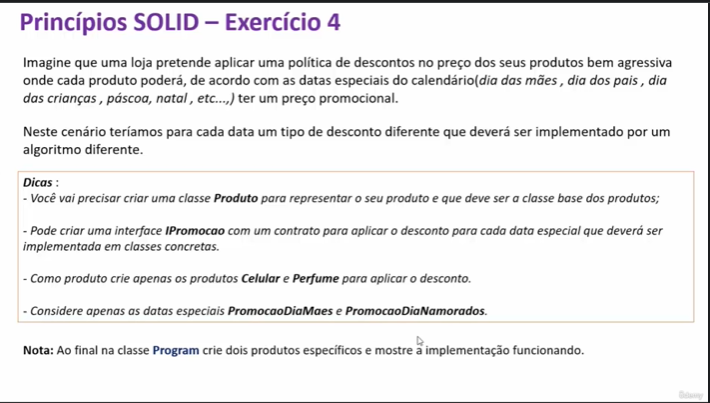 Princípios SOLID – Exercício 4
Imagine que uma loja pretende aplicar uma política de descontos no preço dos seus produtos bem agressiva
onde cada produto poderá, de acordo com as datas especiais do calendário(dia das mães , dia dos pais , dia
das crianças , páscoa, natal , etc...,) ter um preço promocional.
Neste cenário teríamos para cada data um tipo de desconto diferente que deverá ser implementado por um
algoritmo diferente.
Dicas :
- Você vai precisar criar uma classe Produto para representar o seu produto e que deve ser a classe base dos produtos;
- Pode criar uma interface IPromocao com um contrato para aplicar o desconto para cada data especial que deverá ser
implementada em classes concretas.
- Como produto crie apenas os produtos Celular e Perfume para aplicar o desconto.
- Considere apenas as datas especiais PromocaoDiaMaes e PromocaoDiaNamorados.
Nota: Ao final na classe Program crie dois produtos específicos e mostre a implementação funcionando.
Udemy